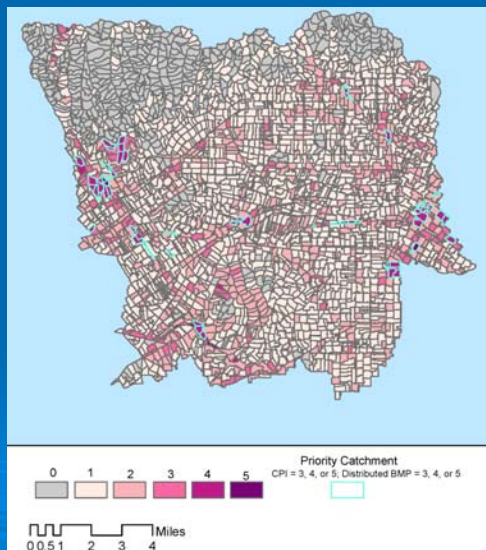 0 1 2 3 4 5
Priority Catchment
CPI = 3, 4, or 5; Distributed BMP = 3, 4, or 5
Miles
0 0.5 1 2 3 4